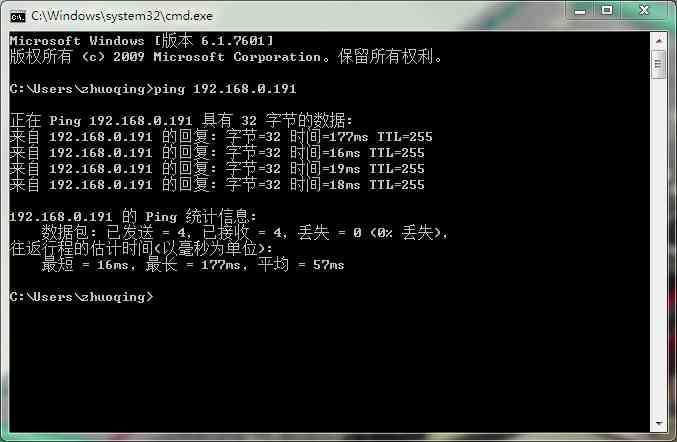 C:\Windows\system32\cmd.exe
Microsoft Windows [版本 6.1.7601]
版权所有 (c) 2009 Microsoft Corporation。保留所有权利。
C:\Users\zhuoqing>ping 192.168.0.191
正在 Ping 192.168.0.191 具有 32 字节的数据:
来自 192.168.0.191 的回复: 字节=32 时间=177ms TTL=255
来自 192.168.0.191 的回复: 字节=32 时间=16ms TTL=255
来自 192.168.0.191 的回复: 字节=32 时间=19ms TTL=255
来自 192.168.0.191 的回复: 字节=32 时间=18ms TTL=255
192.168.0.191 的 Ping 统计信息:
    数据包: 已发送 = 4，已接收 = 4，丢失 = 0 (0% 丢失)，
往返行程的估计时间(以毫秒为单位):
    最短 = 16ms，最长 = 177ms，平均 = 57ms
C:\Users\zhuoqing>